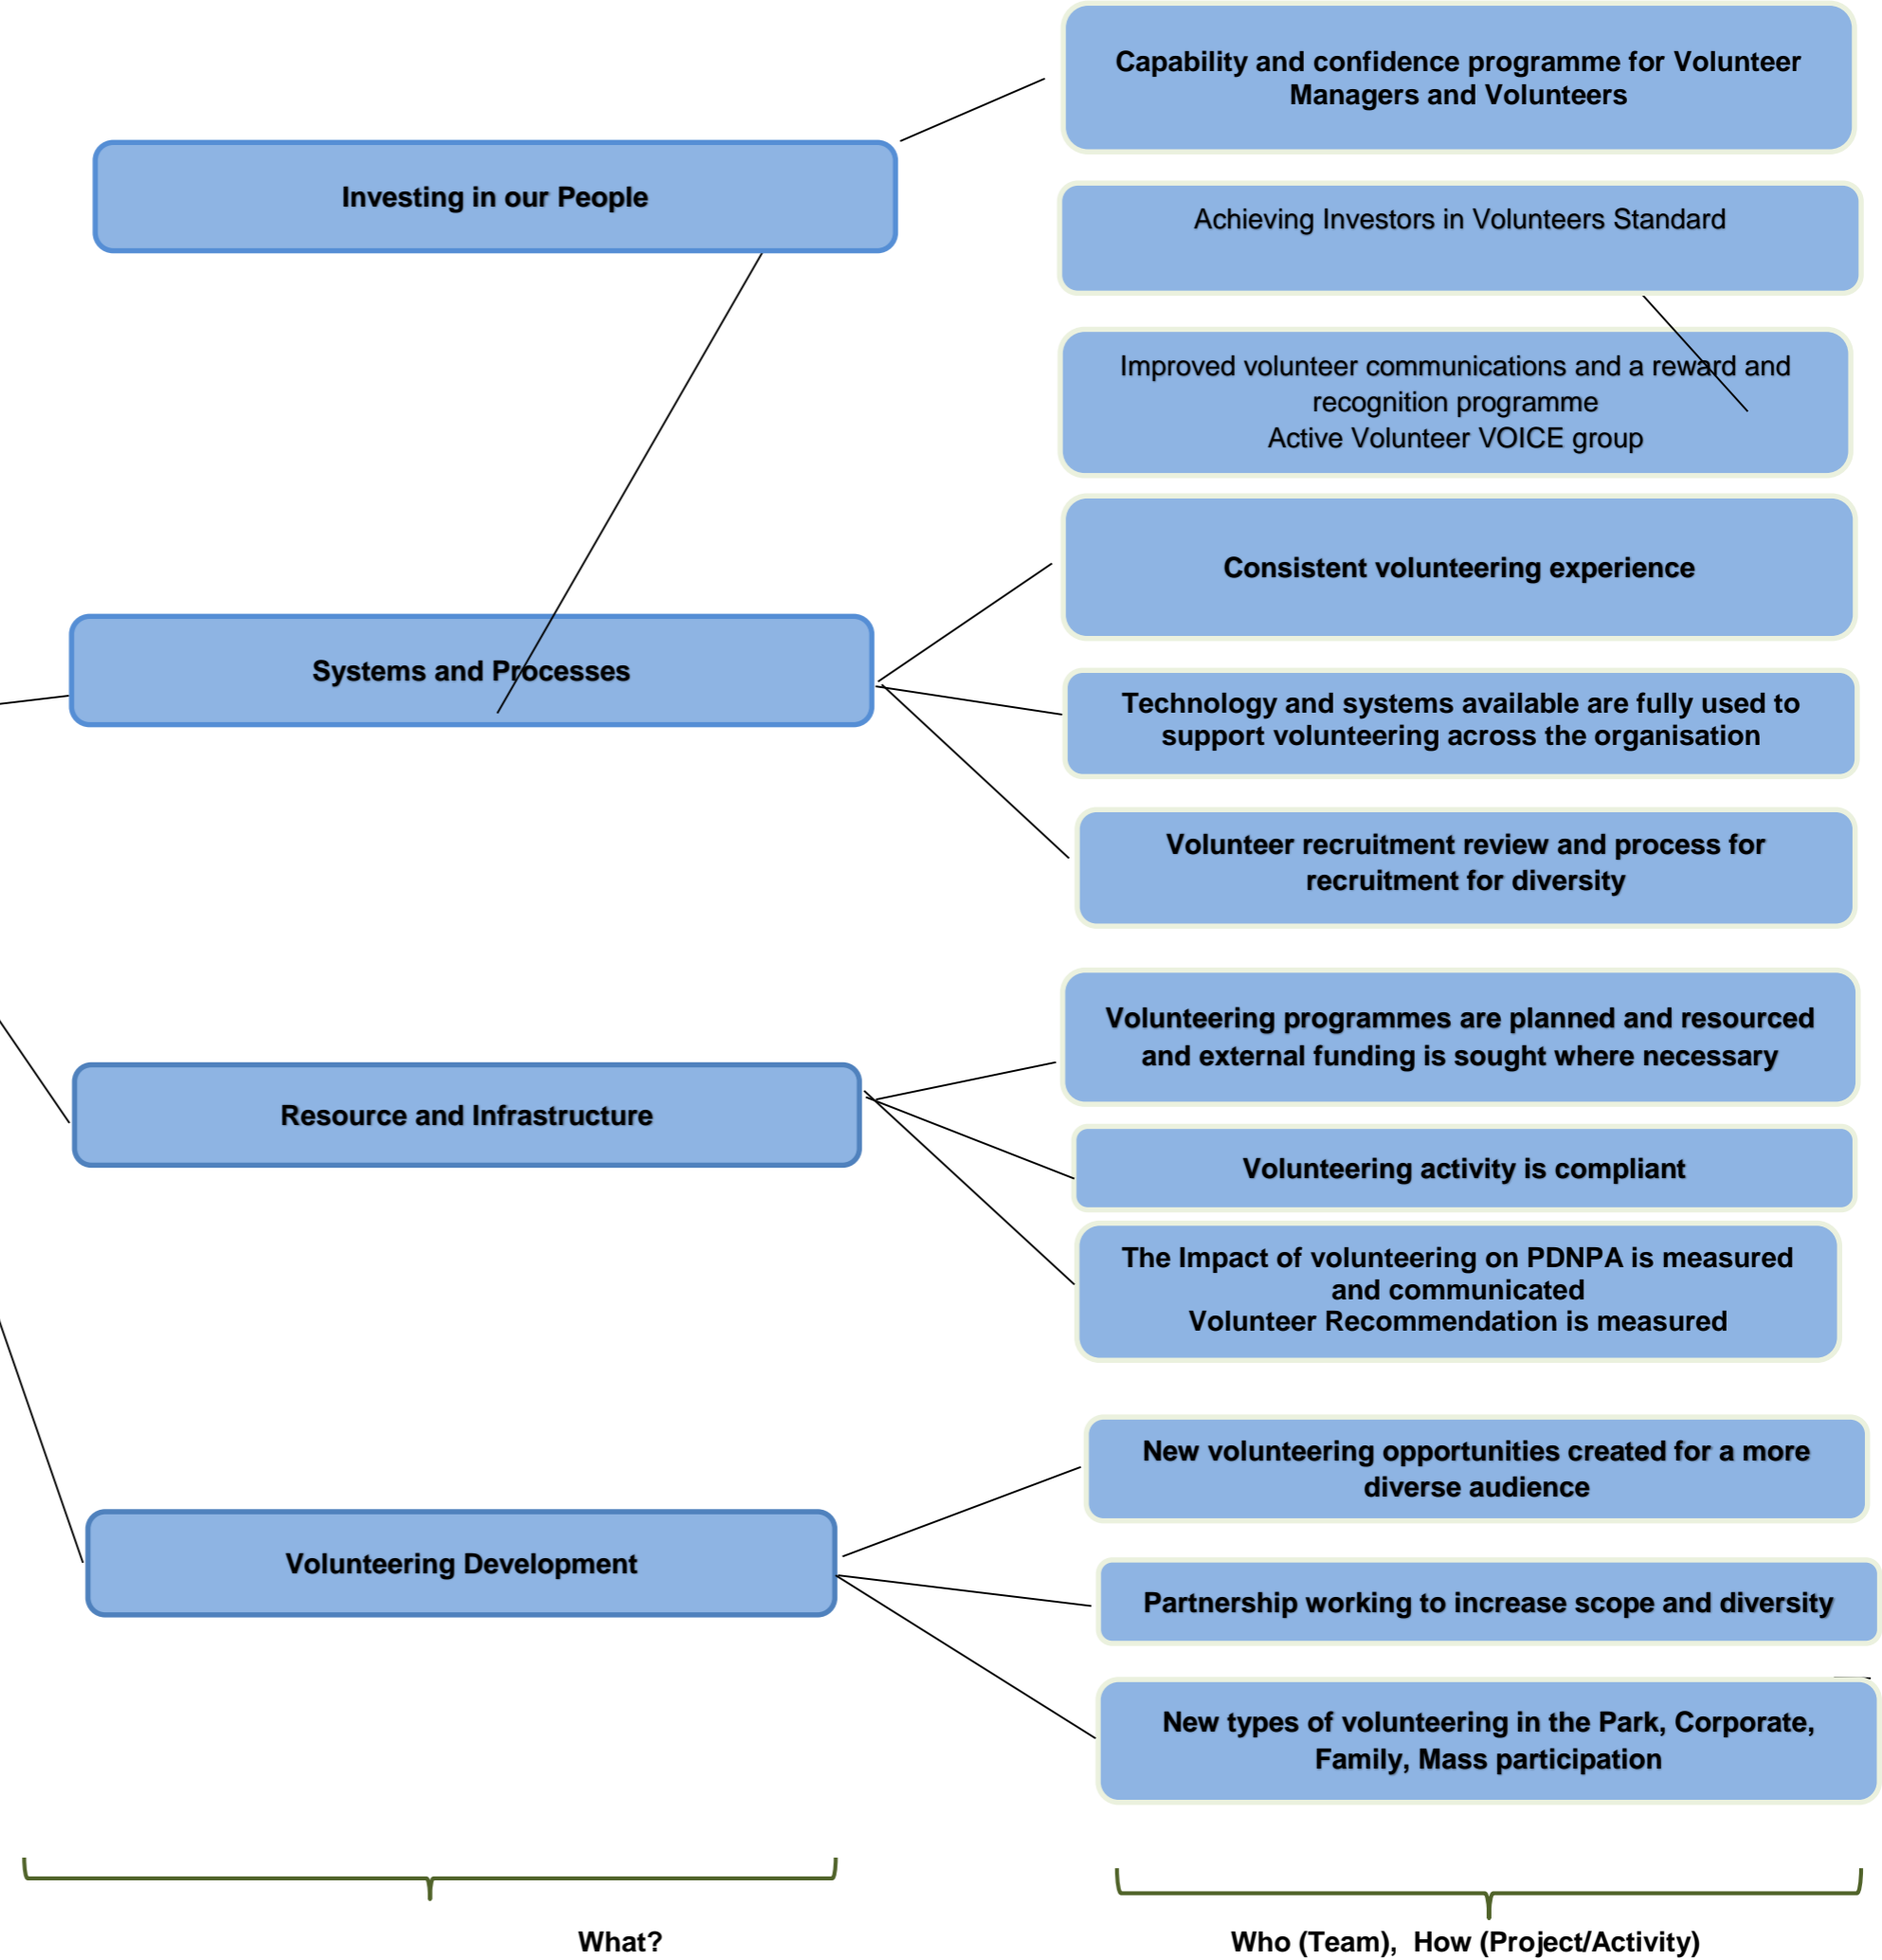 Capability and confidence programme for Volunteer
Managers and Volunteers
Investing in our People
Achieving Investors in Volunteers Standard
Improved volunteer communications and a reward and
recognition programme
Active Volunteer VOICE group
Consistent volunteering experience
Systems and Processes
Technology and systems available are fully used to
support volunteering across the organisation
Volunteer recruitment review and process for
recruitment for diversity
Volunteering programmes are planned and resourced
and external funding is sought where necessary
Resource and Infrastructure
Volunteering activity is compliant
The Impact of volunteering on PDNPA is measured
and communicated
Volunteer Recommendation is measured
New volunteering opportunities created for a more
diverse audience
Volunteering Development
Partnership working to increase scope and diversity
New types of volunteering in the Park, Corporate,
Family, Mass participation
What?
Who (Team),  How (Project/Activity)